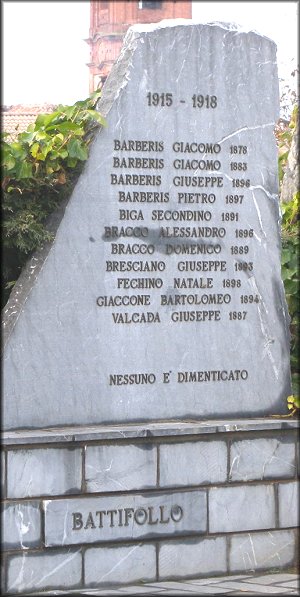 1915 - 1918
BARBERIS GIACOMO 1878
BARBERIS GIACOMO 1883
BARBERIS GIUSEPPE 1896
BARBERIS PIETRO 1897
BIGA SECONDINO 1891
BRACCO ALESSANDRO 1896
BRACCO DOMENICO 1889
BRESCIANO GIUSEPPE 1893
FECHINO NATALE 1898
GIACCONE BARTOLOMEO 1894
VALCADA GIUSEPPE 1887
NESSUNO E' DIMENTICATO
BATTIFOLLO